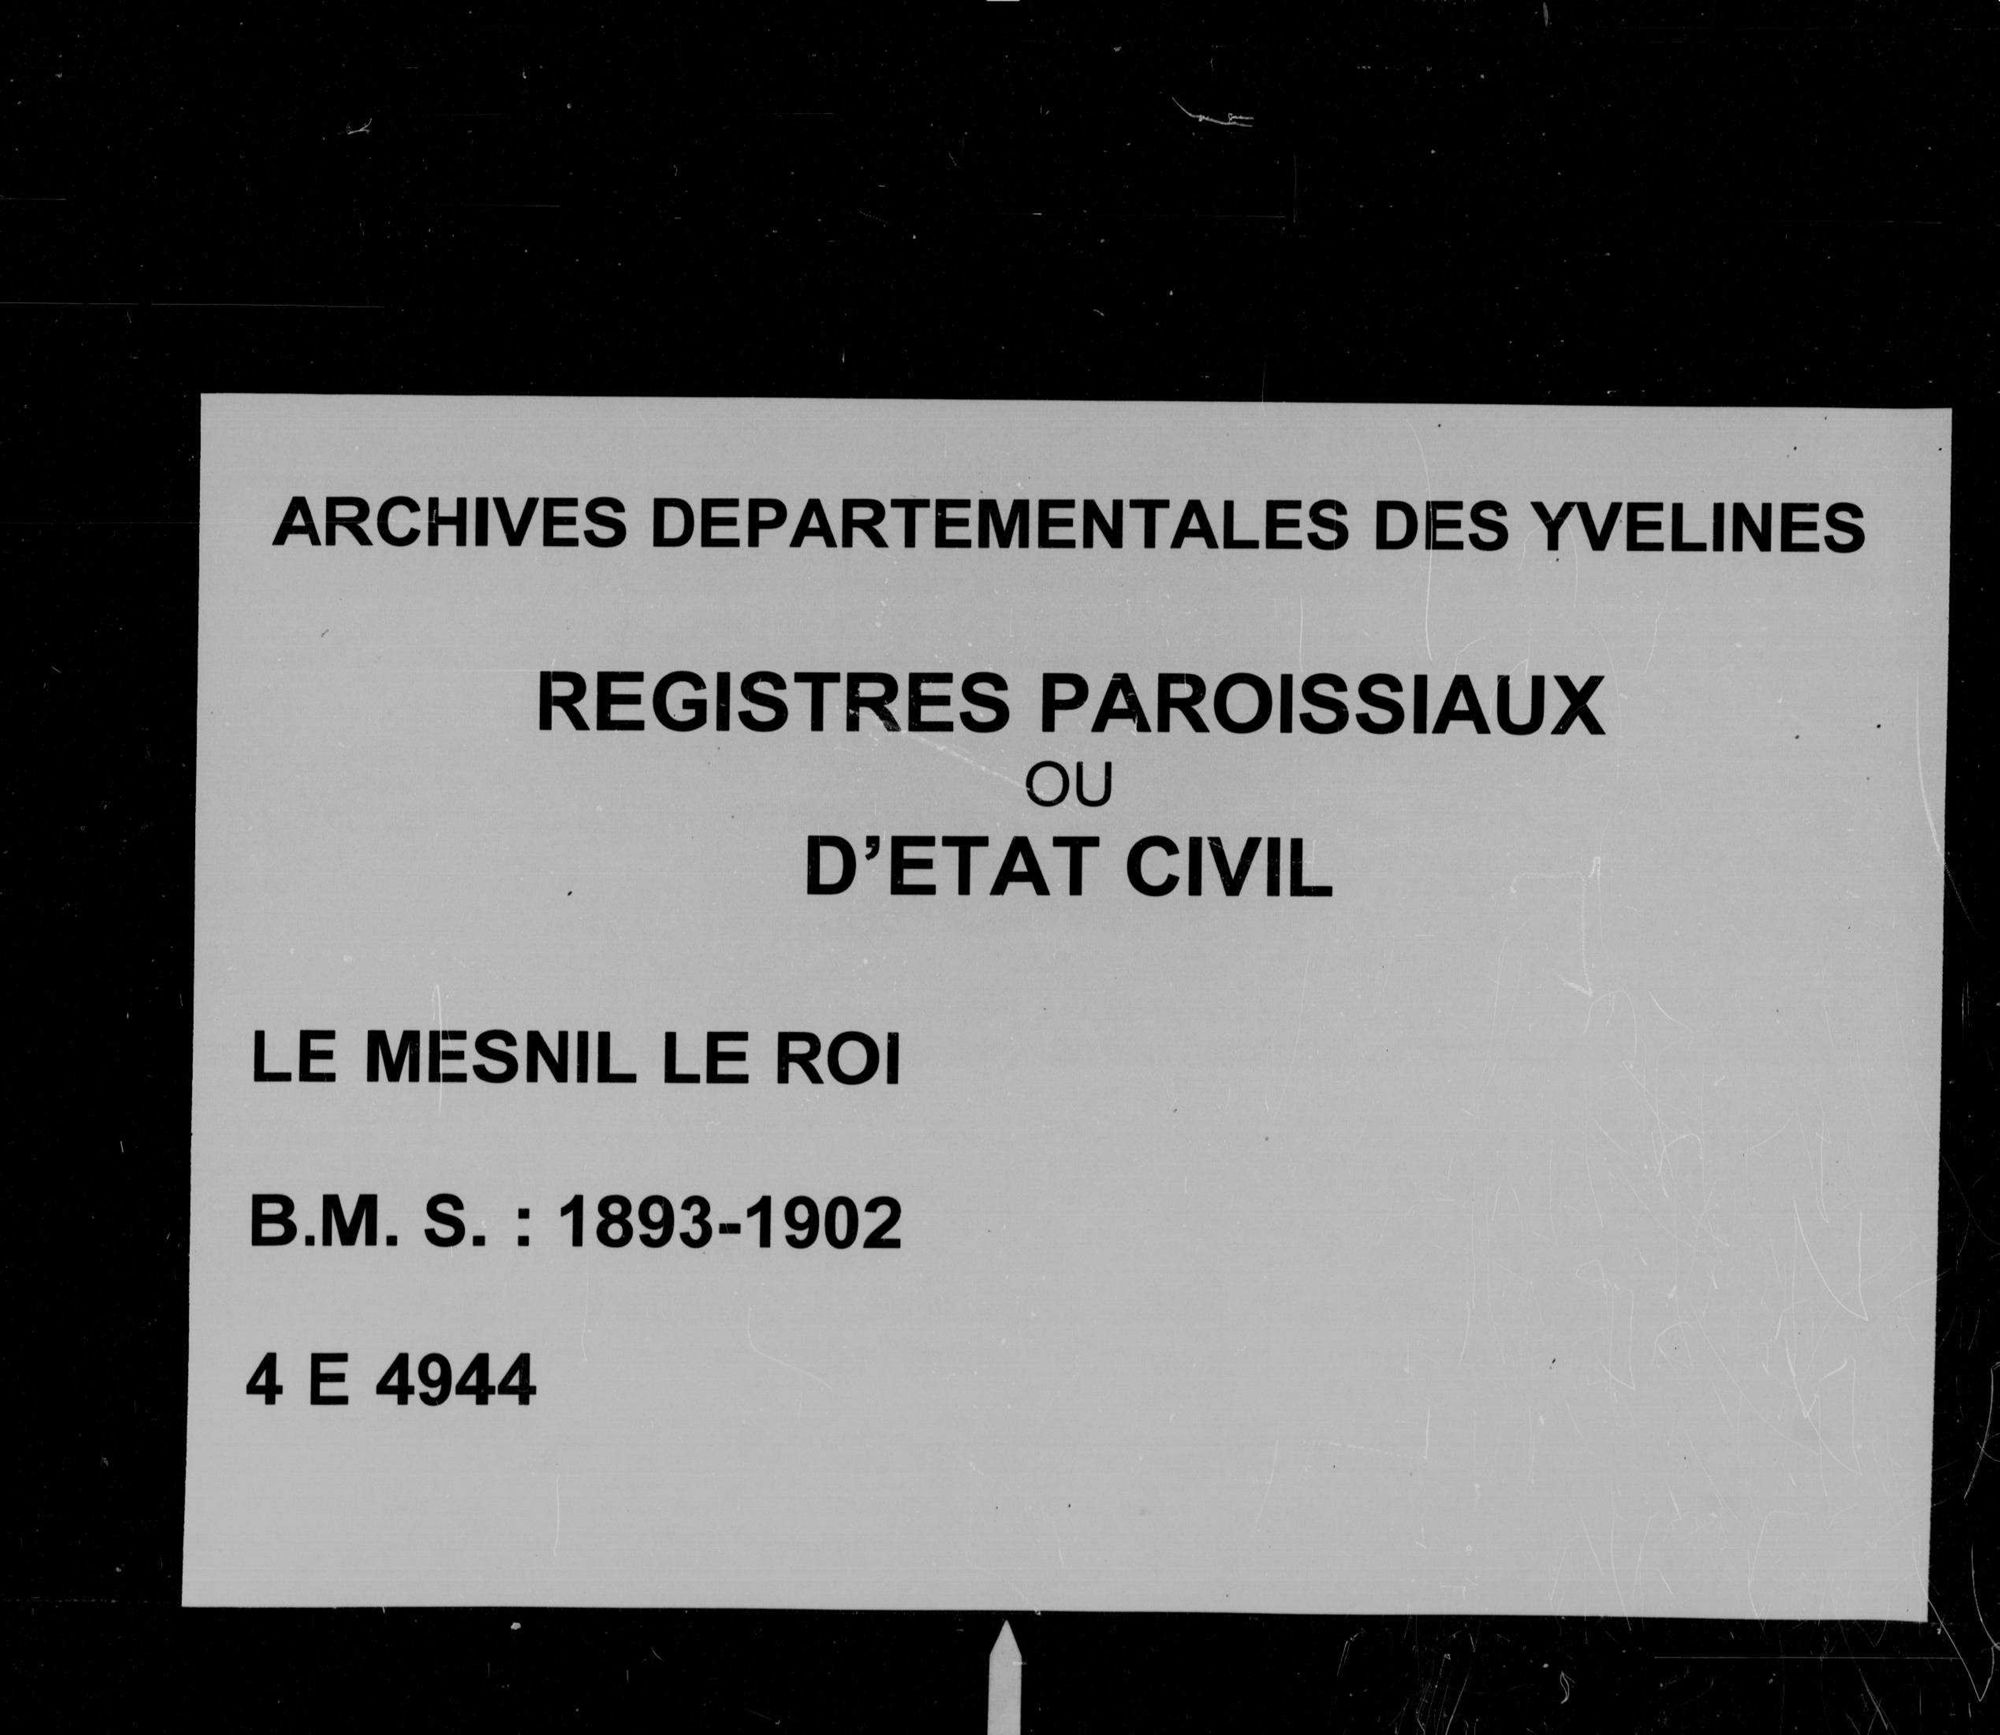 ARCHIVES DEPARTEMENTALES DES YVELINES
REGISTRES PAROISSIAUX
OU
D'ETAT CIVIL
LE MESNIL LE ROI
B.M. S. : 1893-1902
4 E 4944